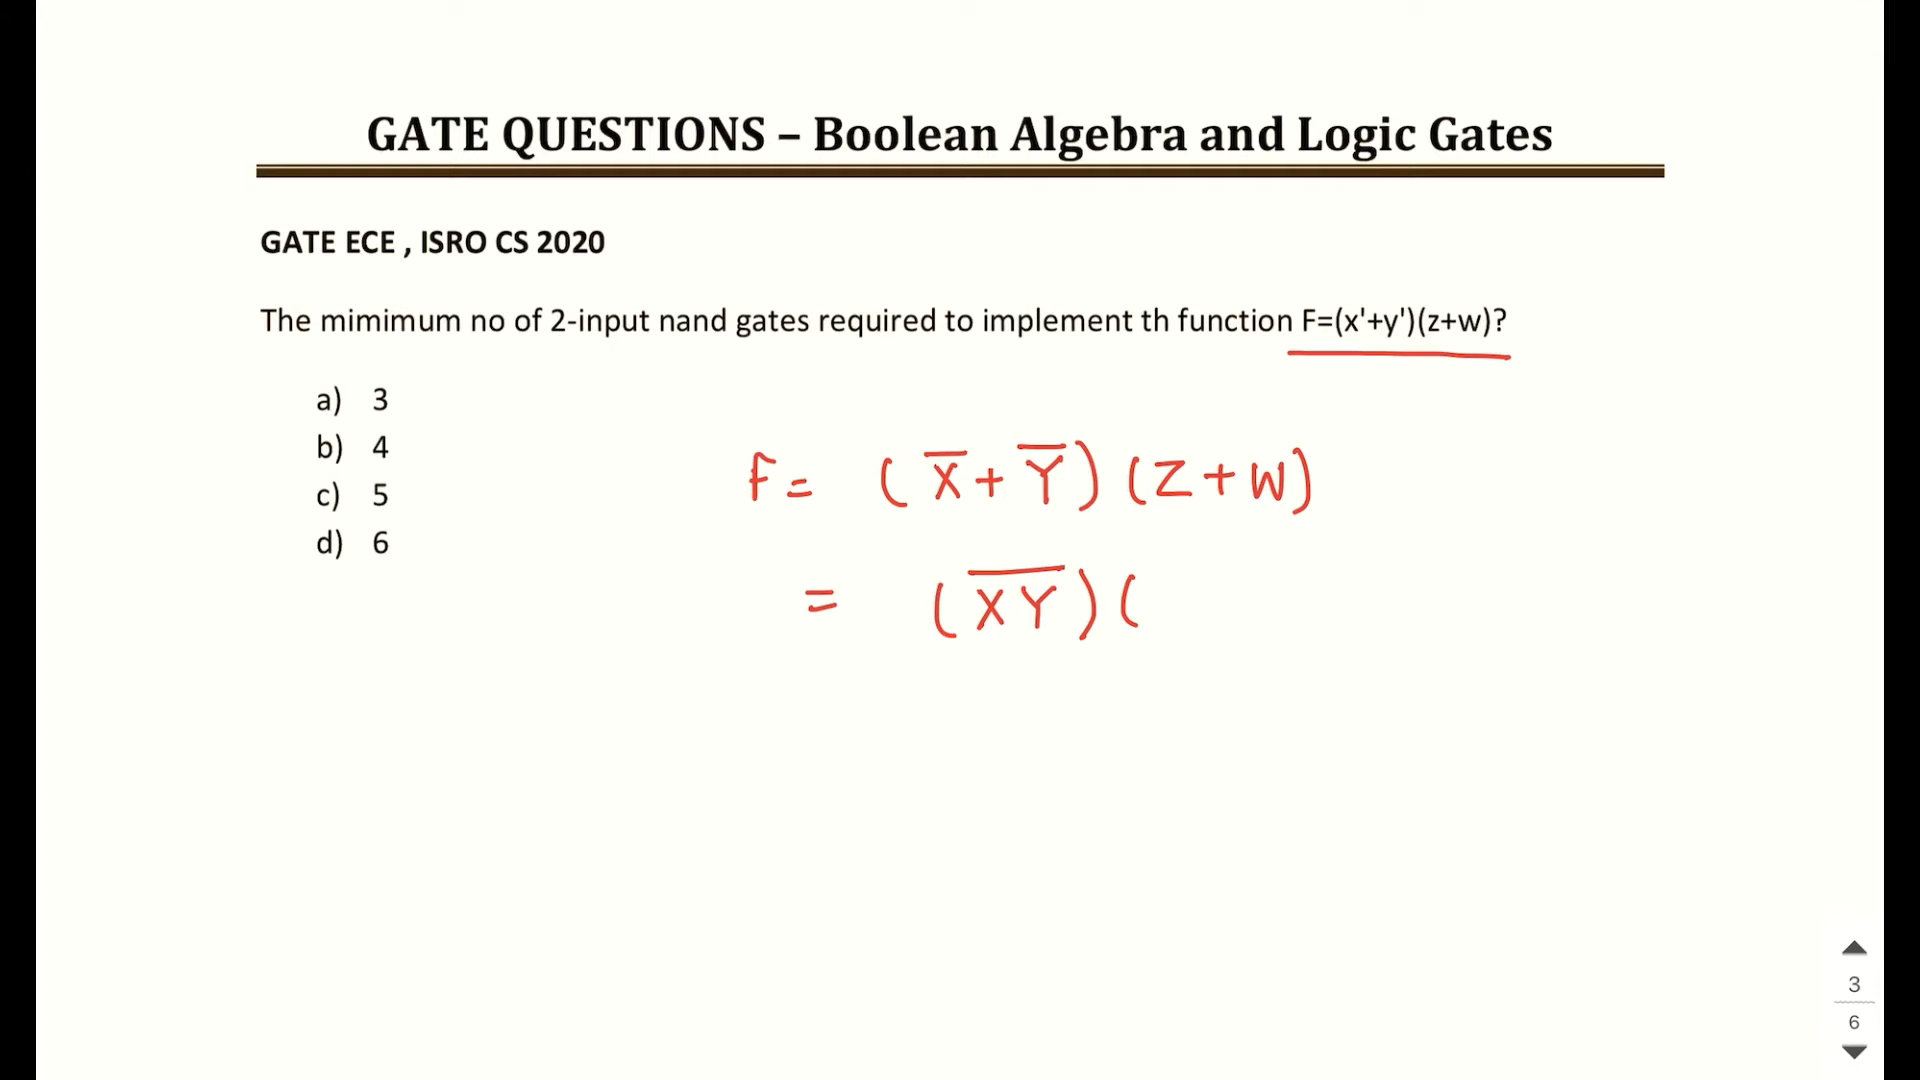 GATE QUESTIONS – Boolean Algebra and Logic Gates
GATE ECE , ISRO CS 2020
The mimimum no of 2-input nand gates required to implement th function F=(x'+y')(z+w)?
a) 3
b) 4
c) 5
d) 6
F = (X̅ + Y̅) (Z + W)
= (X̅Y̅) (
3
6